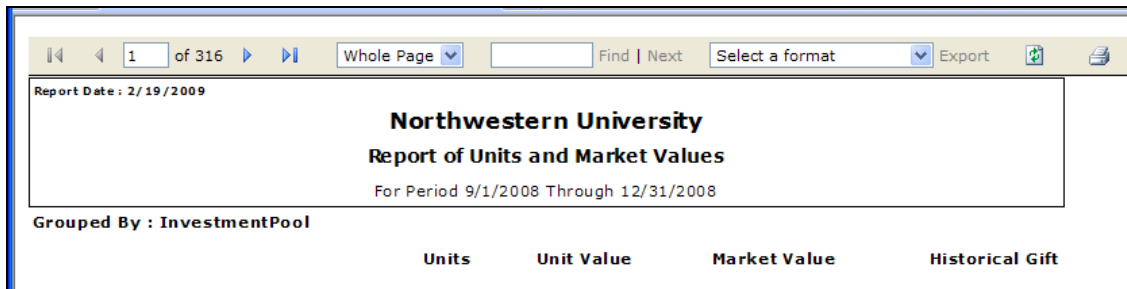 1 of 316 Whole Page Find | Next Select a format Export
Report Date : 2/19/2009
Northwestern University
Report of Units and Market Values
For Period 9/1/2008 Through 12/31/2008
Grouped By : InvestmentPool
Units Unit Value Market Value Historical Gift